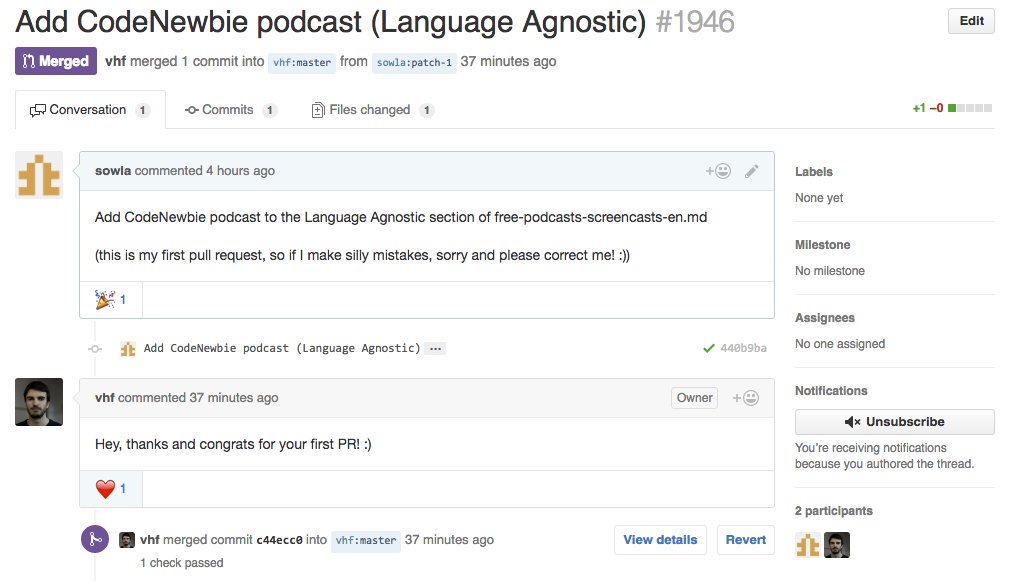 Add CodeNewbie podcast (Language Agnostic) #1946
Edit
Merged vhf merged 1 commit into vhf:master from sowla:patch-1 37 minutes ago
Conversation 1 Commits 1 Files changed 1 +1 −0
sowla commented 4 hours ago
Add CodeNewbie podcast to the Language Agnostic section of free-podcasts-screencasts-en.md
(this is my first pull request, so if I make silly mistakes, sorry and please correct me! :))
1
Add CodeNewbie podcast (Language Agnostic) ... 440b9ba
vhf commented 37 minutes ago Owner
Hey, thanks and congrats for your first PR! :)
1
vhf merged commit c44ecc0 into vhf:master 37 minutes ago View details Revert
1 check passed
Labels
None yet
Milestone
No milestone
Assignees
No one assigned
Notifications
Unsubscribe
You're receiving notifications
because you authored the thread.
2 participants